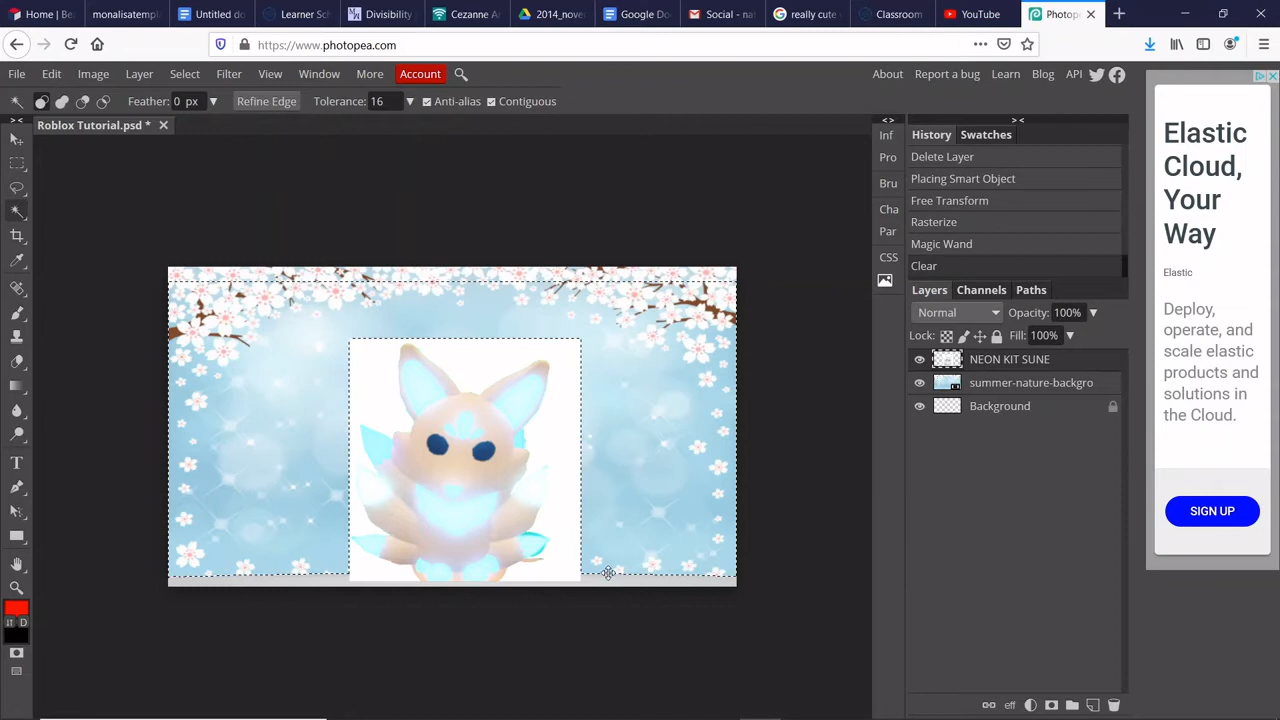 Home | Be
monalisatemp
Untitled do
Learner Sc
Divisibility
Cezanne A
2014_nove
Google Do
Social - na
really cute
Classroom
YouTube
Photop
https://www.photopea.com
File Edit Image Layer Select Filter View Window More Account
About Report a bug Learn Blog API
Feather: 0 px Refine Edge Tolerance: 16 Anti-alias Contiguous
Roblox Tutorial.psd *
Inf
Pro
Bru
Cha
Par
CSS
History Swatches
Delete Layer
Placing Smart Object
Free Transform
Rasterize
Magic Wand
Clear
Layers Channels Paths
Normal Opacity: 100%
Lock: Fill: 100%
NEON KIT SUNE
summer-nature-backgro
Background
D
Elastic
Cloud,
Your
Way
Elastic
Deploy,
operate, and
scale elastic
products and
solutions in
the Cloud.
SIGN UP